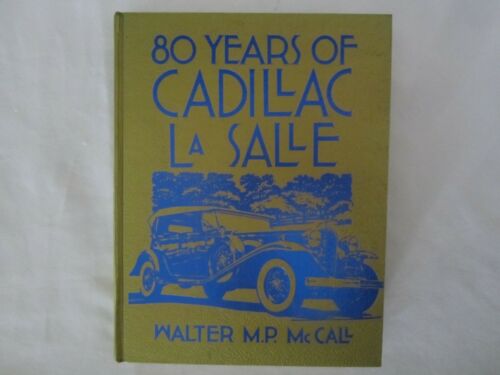 80 YEARS OF
CADILLAC
LA SALLE
WALTER M.P. McCALL